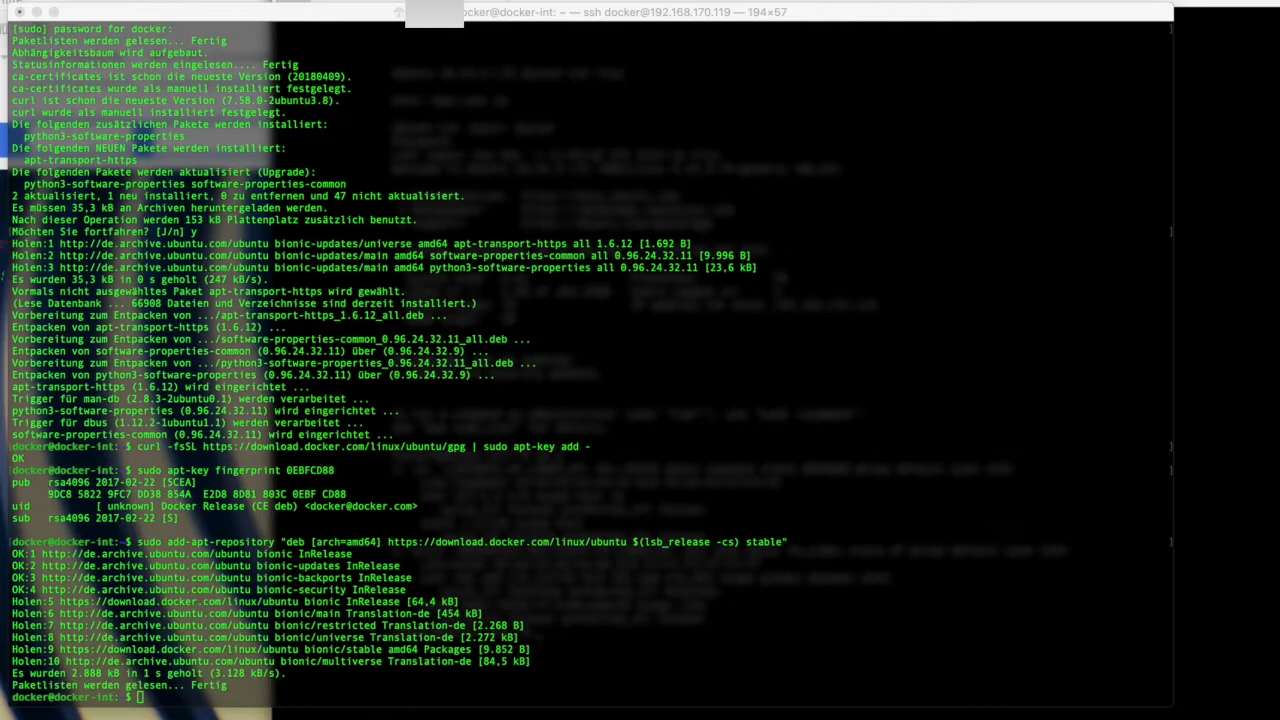 ocker@docker-int: ~ — ssh docker@192.168.170.119 — 194×57
[sudo] password for docker:
Paketlisten werden gelesen... Fertig
Abhängigkeitsbaum wird aufgebaut.
Statusinformationen werden eingelesen.... Fertig
ca-certificates ist schon die neueste Version (20180409).
ca-certificates wurde als manuell installiert festgelegt.
curl ist schon die neueste Version (7.58.0-2ubuntu3.8).
curl wurde als manuell installiert festgelegt.
Die folgenden zusätzlichen Pakete werden installiert:
  python3-software-properties
Die folgenden NEUEN Pakete werden installiert:
  apt-transport-https
Die folgenden Pakete werden aktualisiert (Upgrade):
  python3-software-properties software-properties-common
2 aktualisiert, 1 neu installiert, 0 zu entfernen und 47 nicht aktualisiert.
Es müssen 35,3 kB an Archiven heruntergeladen werden.
Nach dieser Operation werden 153 kB Plattenplatz zusätzlich benutzt.
Möchten Sie fortfahren? [J/n] y
Holen:1 http://de.archive.ubuntu.com/ubuntu bionic-updates/universe amd64 apt-transport-https all 1.6.12 [1.692 B]
Holen:2 http://de.archive.ubuntu.com/ubuntu bionic-updates/main amd64 software-properties-common all 0.96.24.32.11 [9.996 B]
Holen:3 http://de.archive.ubuntu.com/ubuntu bionic-updates/main amd64 python3-software-properties all 0.96.24.32.11 [23,6 kB]
Es wurden 35,3 kB in 0 s geholt (247 kB/s).
Vormals nicht ausgewähltes Paket apt-transport-https wird gewählt.
(Lese Datenbank ... 66908 Dateien und Verzeichnisse sind derzeit installiert.)
Vorbereitung zum Entpacken von .../apt-transport-https_1.6.12_all.deb ...
Entpacken von apt-transport-https (1.6.12) ...
Vorbereitung zum Entpacken von .../software-properties-common_0.96.24.32.11_all.deb ...
Entpacken von software-properties-common (0.96.24.32.11) über (0.96.24.32.9) ...
Vorbereitung zum Entpacken von .../python3-software-properties_0.96.24.32.11_all.deb ...
Entpacken von python3-software-properties (0.96.24.32.11) über (0.96.24.32.9) ...
apt-transport-https (1.6.12) wird eingerichtet ...
Trigger für man-db (2.8.3-2ubuntu0.1) werden verarbeitet ...
python3-software-properties (0.96.24.32.11) wird eingerichtet ...
Trigger für dbus (1.12.2-1ubuntu1.1) werden verarbeitet ...
software-properties-common (0.96.24.32.11) wird eingerichtet ...
docker@docker-int:~$ curl -fsSL https://download.docker.com/linux/ubuntu/gpg | sudo apt-key add -
OK
docker@docker-int:~$ sudo apt-key fingerprint 0EBFCD88
pub   rsa4096 2017-02-22 [SCEA]
      9DC8 5822 9FC7 DD38 854A  E2D8 8D81 803C 0EBF CD88
uid           [ unknown] Docker Release (CE deb) <docker@docker.com>
sub   rsa4096 2017-02-22 [S]
[docker@docker-int:~$ sudo add-apt-repository "deb [arch=amd64] https://download.docker.com/linux/ubuntu $(lsb_release -cs) stable"
OK:1 http://de.archive.ubuntu.com/ubuntu bionic InRelease
OK:2 http://de.archive.ubuntu.com/ubuntu bionic-updates InRelease
OK:3 http://de.archive.ubuntu.com/ubuntu bionic-backports InRelease
OK:4 http://de.archive.ubuntu.com/ubuntu bionic-security InRelease
Holen:5 https://download.docker.com/linux/ubuntu bionic InRelease [64,4 kB]
Holen:6 http://de.archive.ubuntu.com/ubuntu bionic/main Translation-de [454 kB]
Holen:7 http://de.archive.ubuntu.com/ubuntu bionic/restricted Translation-de [2.268 B]
Holen:8 http://de.archive.ubuntu.com/ubuntu bionic/universe Translation-de [2.272 kB]
Holen:9 https://download.docker.com/linux/ubuntu bionic/stable amd64 Packages [9.852 B]
Holen:10 http://de.archive.ubuntu.com/ubuntu bionic/multiverse Translation-de [84,5 kB]
Es wurden 2.888 kB in 1 s geholt (3.128 kB/s).
Paketlisten werden gelesen... Fertig
docker@docker-int:~$